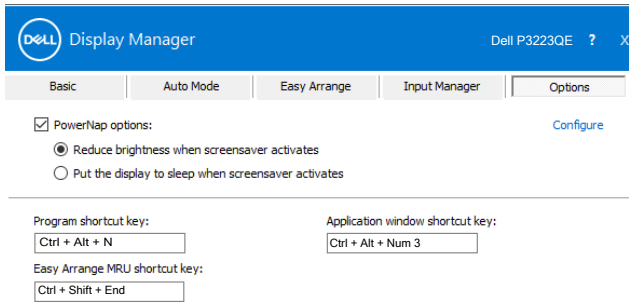 DELL Display Manager Dell P3223QE ? X
Basic Auto Mode Easy Arrange Input Manager Options
PowerNap options: Configure
Reduce brightness when screensaver activates
Put the display to sleep when screensaver activates
Program shortcut key: Application window shortcut key:
Ctrl + Alt + N Ctrl + Alt + Num 3
Easy Arrange MRU shortcut key:
Ctrl + Shift + End